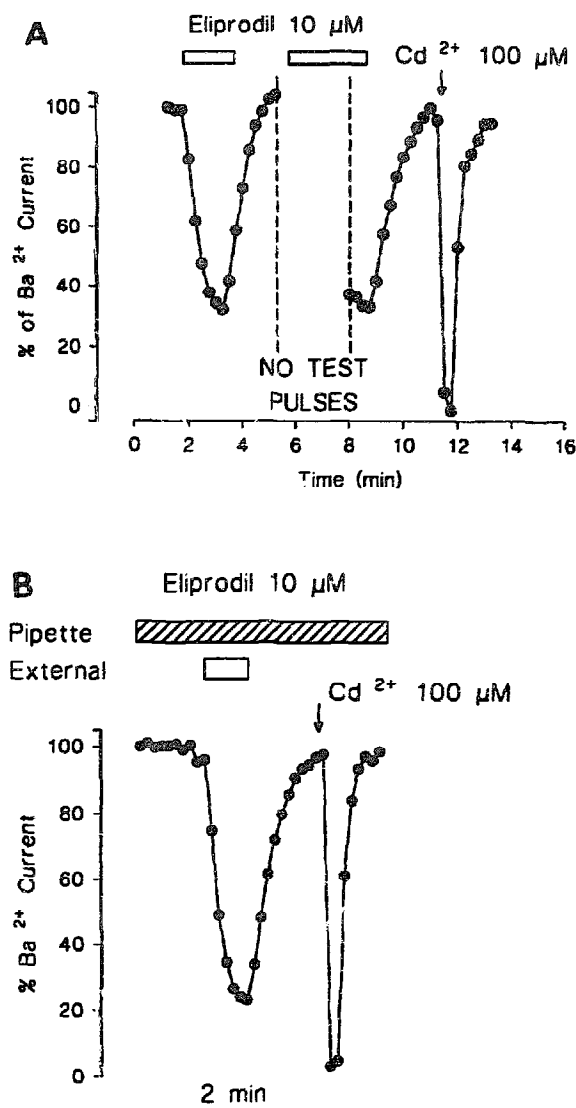 A
Eliprodil 10 µM
Cd 2+ 100 µM
100
80
60
40
20
0
% of Ba 2+ Current
NO TEST
PULSES
0 2 4 6 8 10 12 14 16
Time (min)
B
Eliprodil 10 µM
Pipette
External
Cd 2+ 100 µM
100
80
60
40
20
0
% Ba 2+ Current
2 min